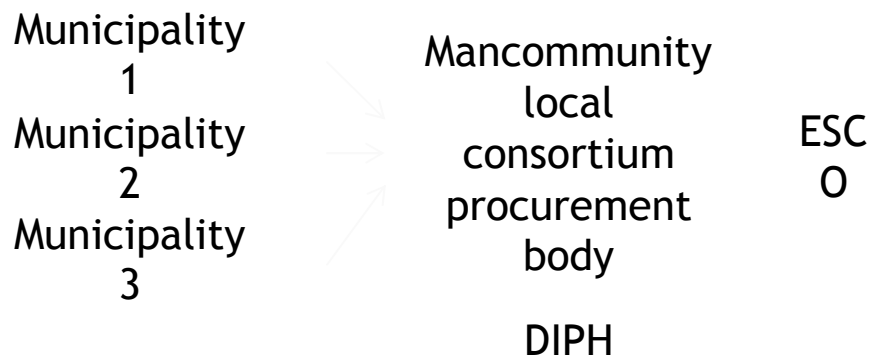 Municipality
1
Municipality
2
Municipality
3
Mancommunity
local
consortium
procurement
body
DIPH
ESC
O